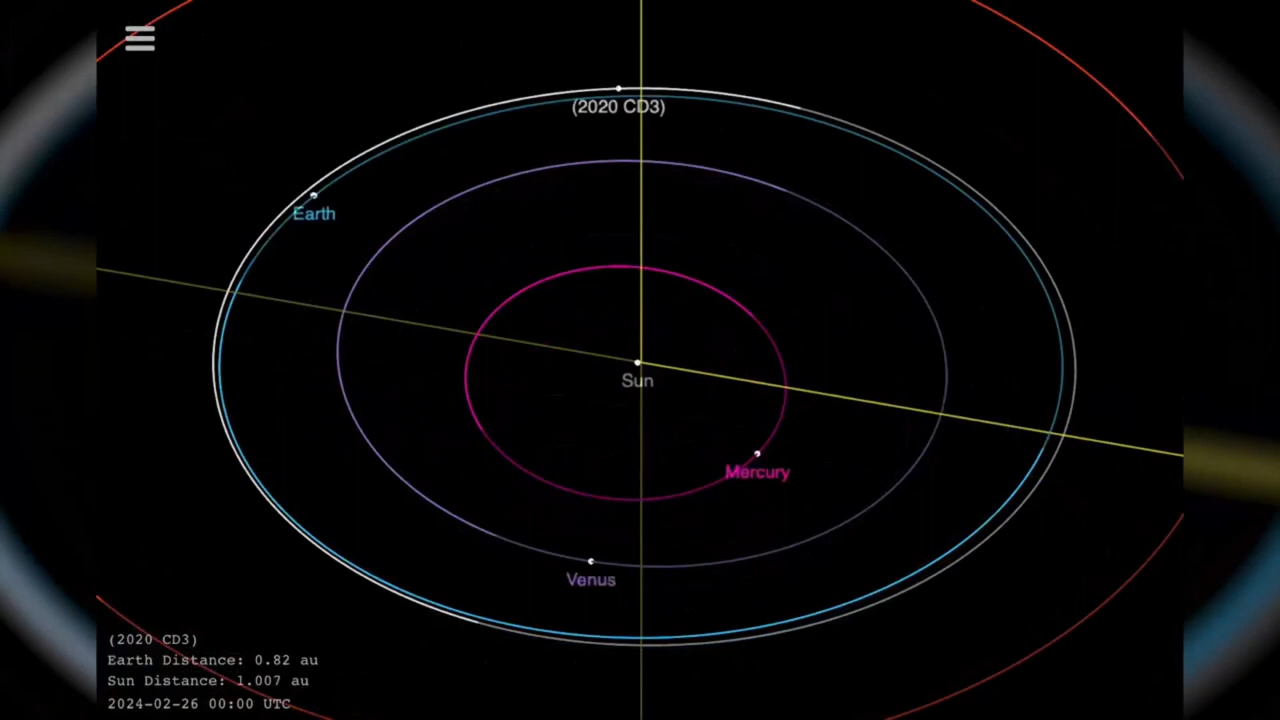 (2020 CD3)
Earth
Sun
Mercury
Venus
(2020 CD3)
Earth Distance: 0.82 au
Sun Distance: 1.007 au
2024-02-26 00:00 UTC